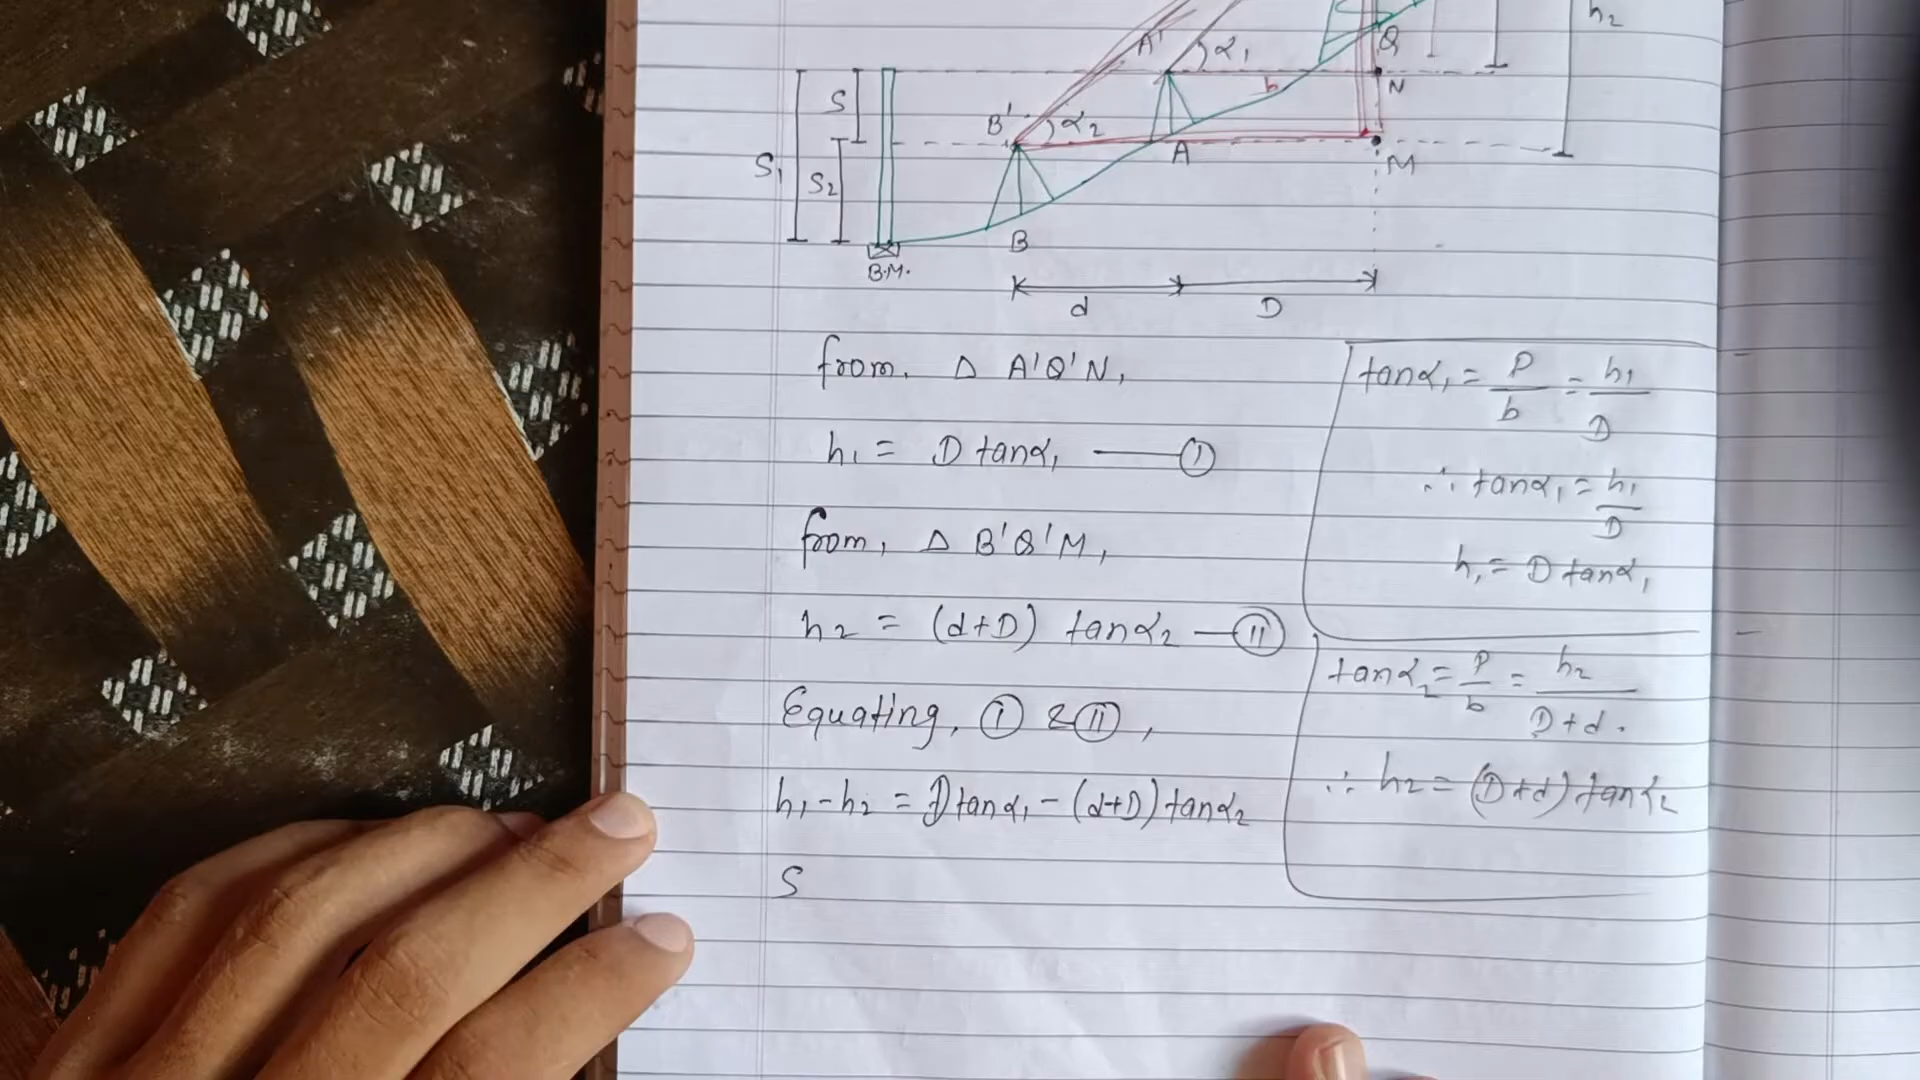 h₂
A'
α₁
Q
N
b
S
B'
α₂
A
M
S₁
S₂
B
B.M.
d
D
from, Δ A'Q'N,
h₁ = D tanα₁ —— Ⓘ
from, Δ B'Q'M,
h₂ = (d+D) tanα₂ — ⓘⓘ
Equating, Ⓘ & ⓘⓘ,
h₁ - h₂ = D tanα₁ - (d+D) tanα₂
S
tanα₁ = P/b = h₁/D
∴ tanα₁ = h₁/D
h₁ = D tanα₁
tanα₂ = P/b = h₂/D+d.
∴ h₂ = (D+d) tanα₂